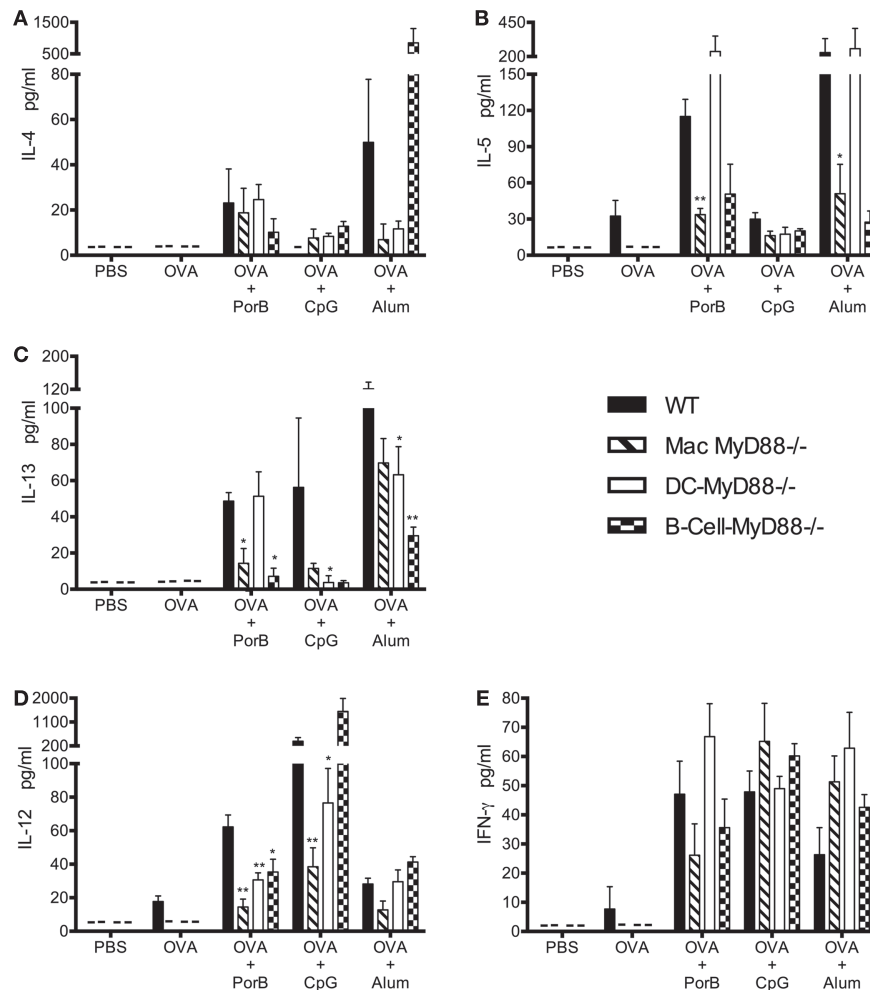 A
1500
500
80
60
40
20
0
IL-4 pg/ml
PBS
OVA
OVA
+
PorB
OVA
+
CpG
OVA
+
Alum
B
450
200
150
120
90
60
30
0
IL-5 pg/ml
**
*
PBS
OVA
OVA
+
PorB
OVA
+
CpG
OVA
+
Alum
C
200
120
100
80
60
40
20
0
IL-13 pg/ml
*
*
*
*
**
PBS
OVA
OVA
+
PorB
OVA
+
CpG
OVA
+
Alum
WT
Mac MyD88-/-
DC-MyD88-/-
B-Cell-MyD88-/-
D
2000
1100
200
100
80
60
40
20
0
IL-12 pg/ml
**
**
*
**
*
PBS
OVA
OVA
+
PorB
OVA
+
CpG
OVA
+
Alum
E
80
70
60
50
40
30
20
10
0
IFN-γ pg/ml
PBS
OVA
OVA
+
PorB
OVA
+
CpG
OVA
+
Alum